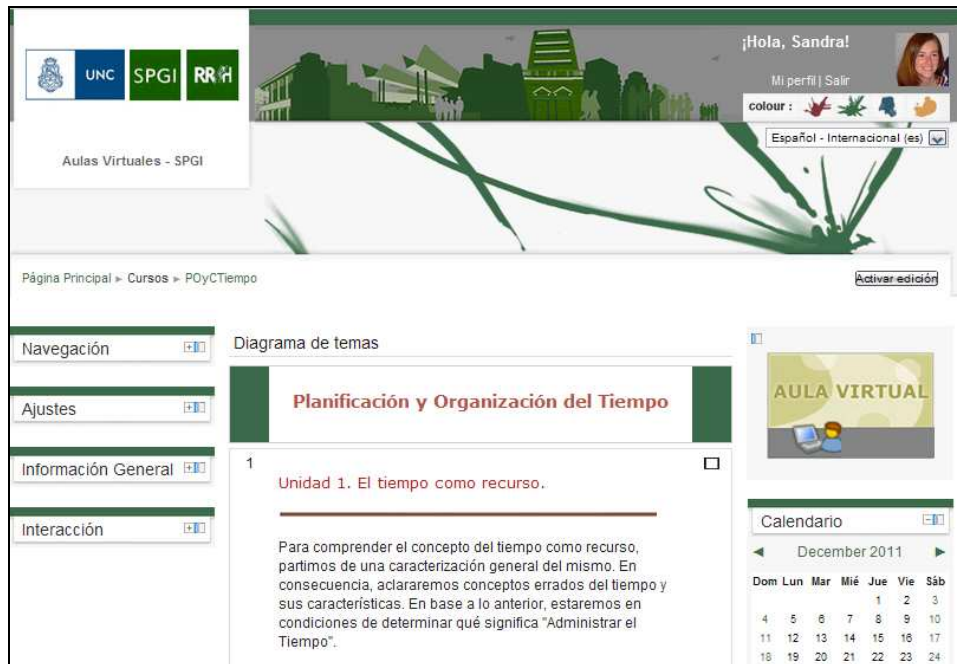 UNC
SPGI
RRHH
Aulas Virtuales - SPGI
¡Hola, Sandra!
Mi perfil | Salir
colour :
Español - Internacional (es)
Página Principal ► Cursos ► POyCTiempo
Activar edición
Navegación
Ajustes
Información General
Interacción
Diagrama de temas
Planificación y Organización del Tiempo
1
Unidad 1. El tiempo como recurso.
Para comprender el concepto del tiempo como recurso,
partimos de una caracterización general del mismo. En
consecuencia, aclararemos conceptos errados del tiempo y
sus características. En base a lo anterior, estaremos en
condiciones de determinar qué significa "Administrar el
Tiempo".
AULA VIRTUAL
Calendario
◄ December 2011 ►
Dom Lun Mar Mié Jue Vie Sáb
1 2 3
4 5 6 7 8 9 10
11 12 13 14 15 16 17
18 19 20 21 22 23 24